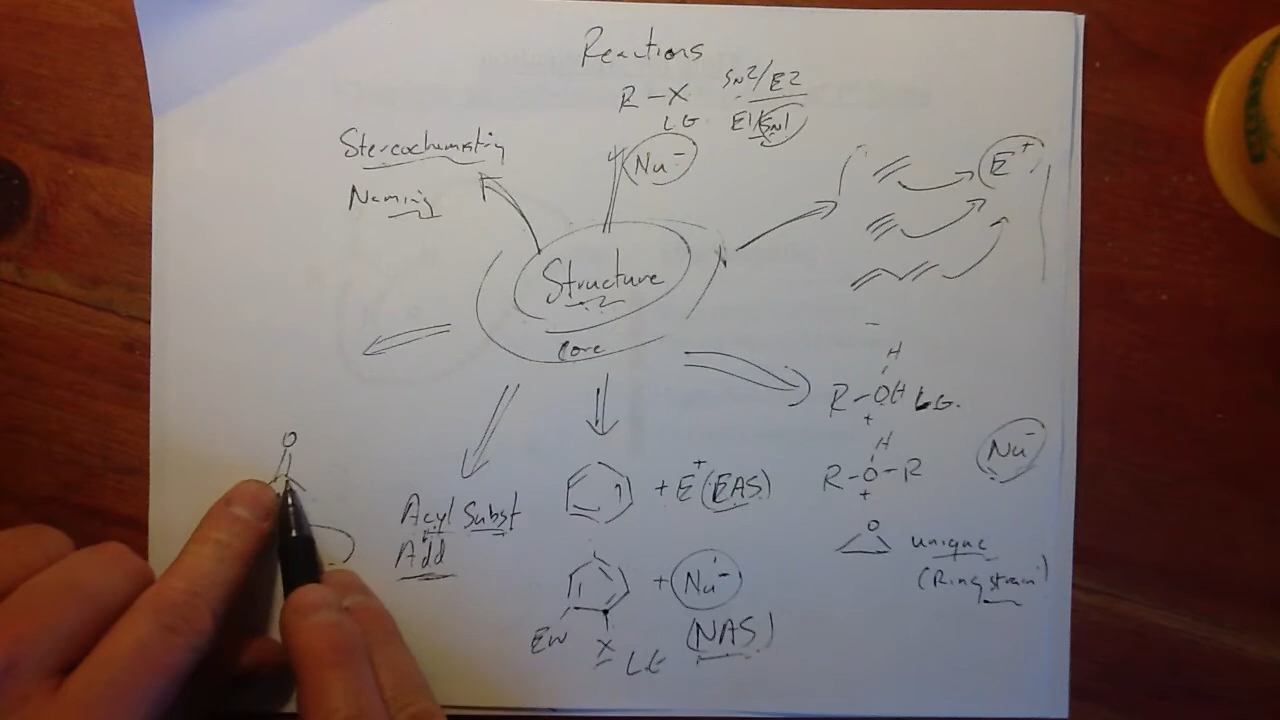 Reactions
R-X SN2/E2
LG E1/SN1
Nu⁻
Stereochemistry
Naming
E⁺
Structure
Core
H
R-OH LG.
+
H
R-O-R
+
Nu⁻
O
unique
(Ring strain)
O
Acyl Subst
Add
+ E⁺ (EAS)
+ Nu⁻
EW
X LG
(NAS)